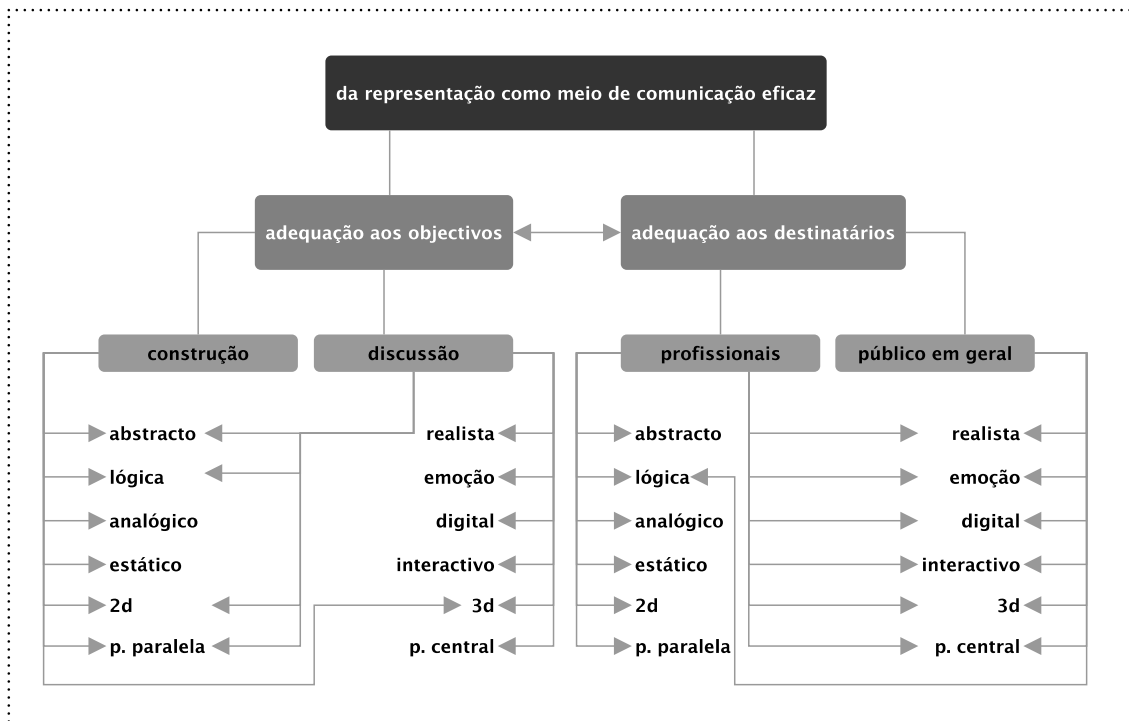 da representação como meio de comunicação eficaz
adequação aos objectivos
adequação aos destinatários
construção
discussão
profissionais
público em geral
abstracto
realista
abstracto
realista
lógica
emoção
lógica
emoção
analógico
digital
analógico
digital
estático
interactivo
estático
interactivo
2d
3d
2d
3d
p. paralela
p. central
p. paralela
p. central